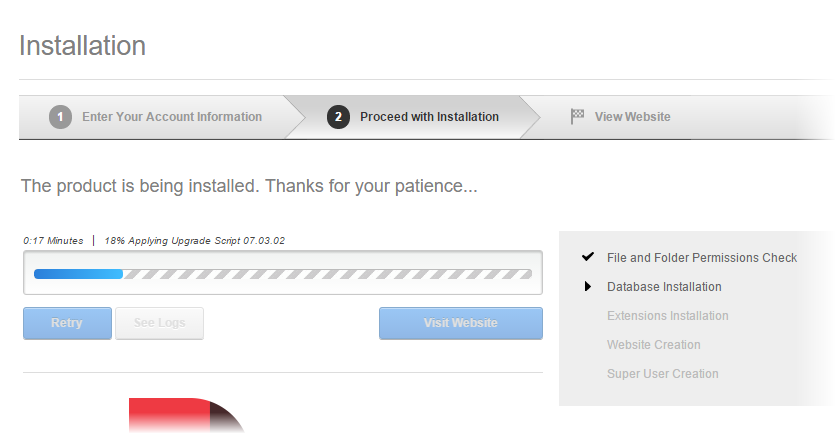 Installation
1 Enter Your Account Information 2 Proceed with Installation View Website
The product is being installed. Thanks for your patience...
0:17 Minutes | 18% Applying Upgrade Script 07.03.02
Retry See Logs Visit Website
File and Folder Permissions Check
Database Installation
Extensions Installation
Website Creation
Super User Creation